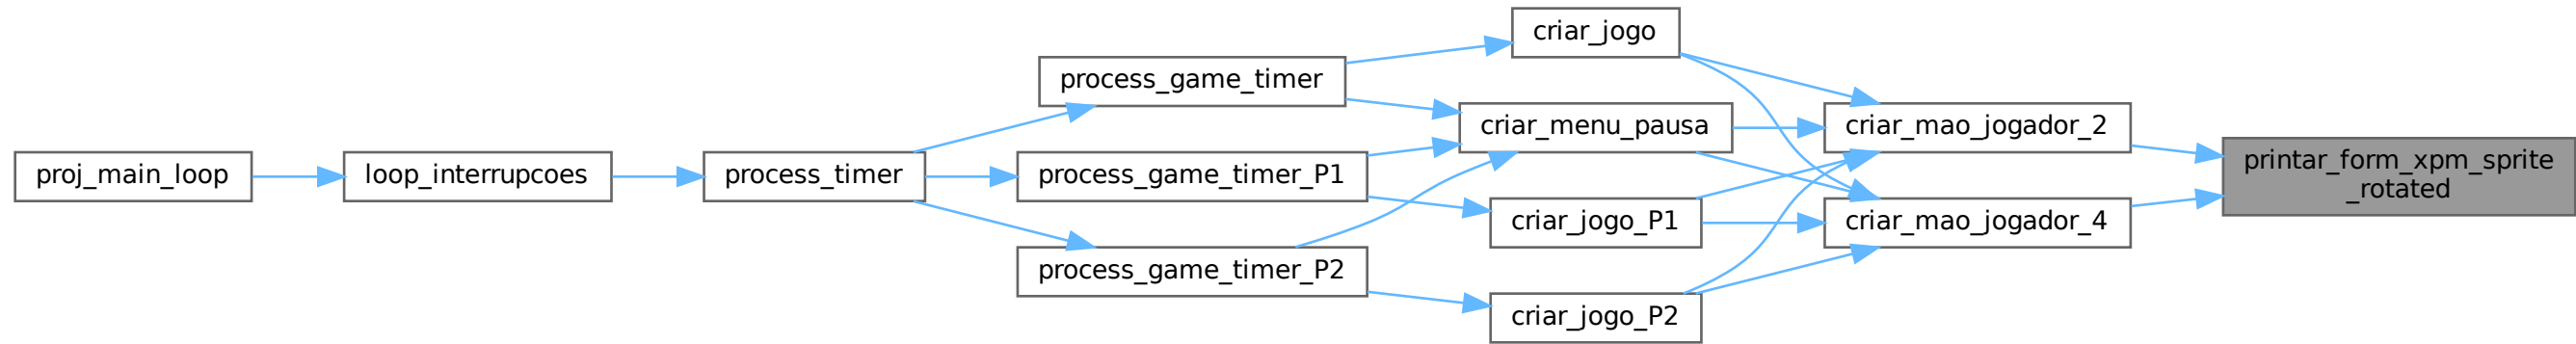 proj_main_loop
loop_interrupcoes
process_timer
process_game_timer
process_game_timer_P1
process_game_timer_P2
criar_jogo
criar_menu_pausa
criar_jogo_P1
criar_jogo_P2
criar_mao_jogador_2
criar_mao_jogador_4
printar_form_xpm_sprite
_rotated